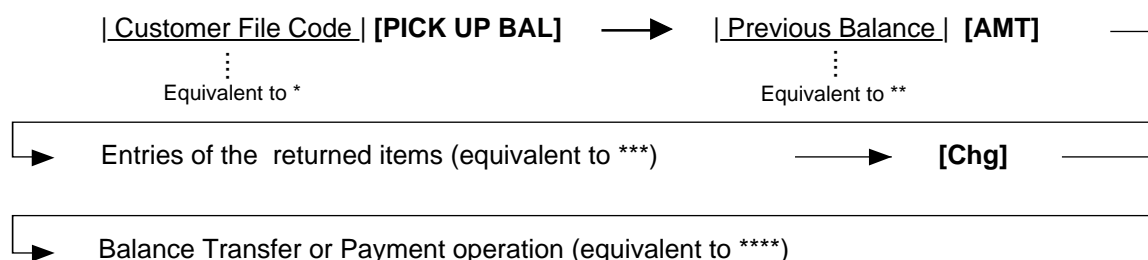 | Customer File Code | [PICK UP BAL] | Previous Balance | [AMT]
Equivalent to * Equivalent to **
Entries of the returned items (equivalent to ***) [Chg]
Balance Transfer or Payment operation (equivalent to ****)